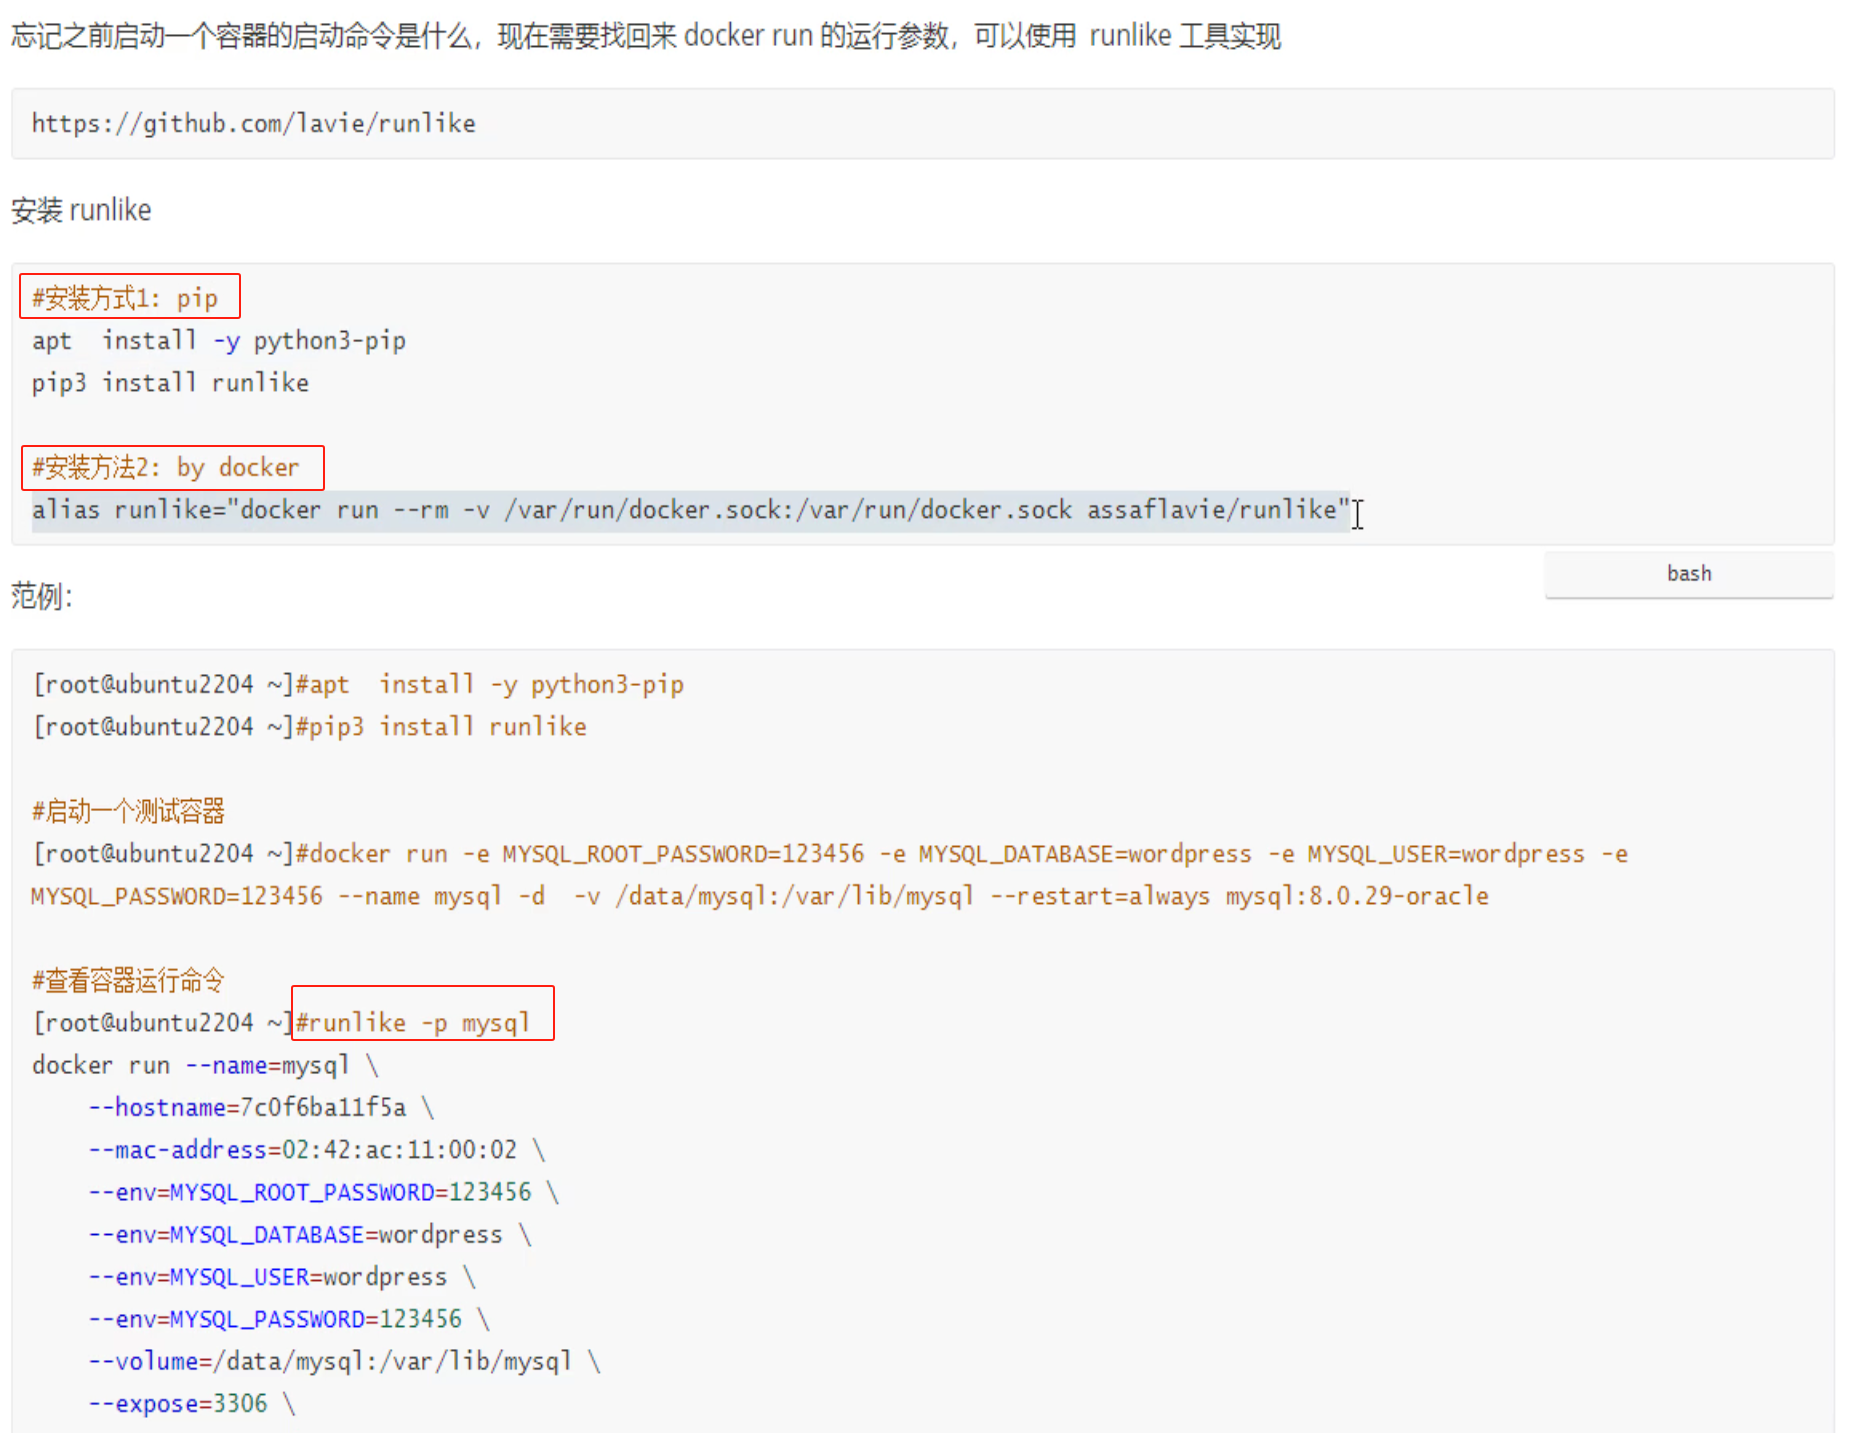 忘记之前启动一个容器的启动命令是什么，现在需要找回来 docker run 的运行参数，可以使用 runlike 工具实现
https://github.com/lavie/runlike
安装 runlike
#安装方式1: pip
apt  install -y python3-pip
pip3 install runlike
#安装方法2: by docker
alias runlike="docker run --rm -v /var/run/docker.sock:/var/run/docker.sock assaflavie/runlike"
bash
范例：
[root@ubuntu2204 ~]#apt  install -y python3-pip
[root@ubuntu2204 ~]#pip3 install runlike
#启动一个测试容器
[root@ubuntu2204 ~]#docker run -e MYSQL_ROOT_PASSWORD=123456 -e MYSQL_DATABASE=wordpress -e MYSQL_USER=wordpress -e
MYSQL_PASSWORD=123456 --name mysql -d  -v /data/mysql:/var/lib/mysql --restart=always mysql:8.0.29-oracle
#查看容器运行命令
[root@ubuntu2204 ~]#runlike -p mysql
docker run --name=mysql \
    --hostname=7c0f6ba11f5a \
    --mac-address=02:42:ac:11:00:02 \
    --env=MYSQL_ROOT_PASSWORD=123456 \
    --env=MYSQL_DATABASE=wordpress \
    --env=MYSQL_USER=wordpress \
    --env=MYSQL_PASSWORD=123456 \
    --volume=/data/mysql:/var/lib/mysql \
    --expose=3306 \